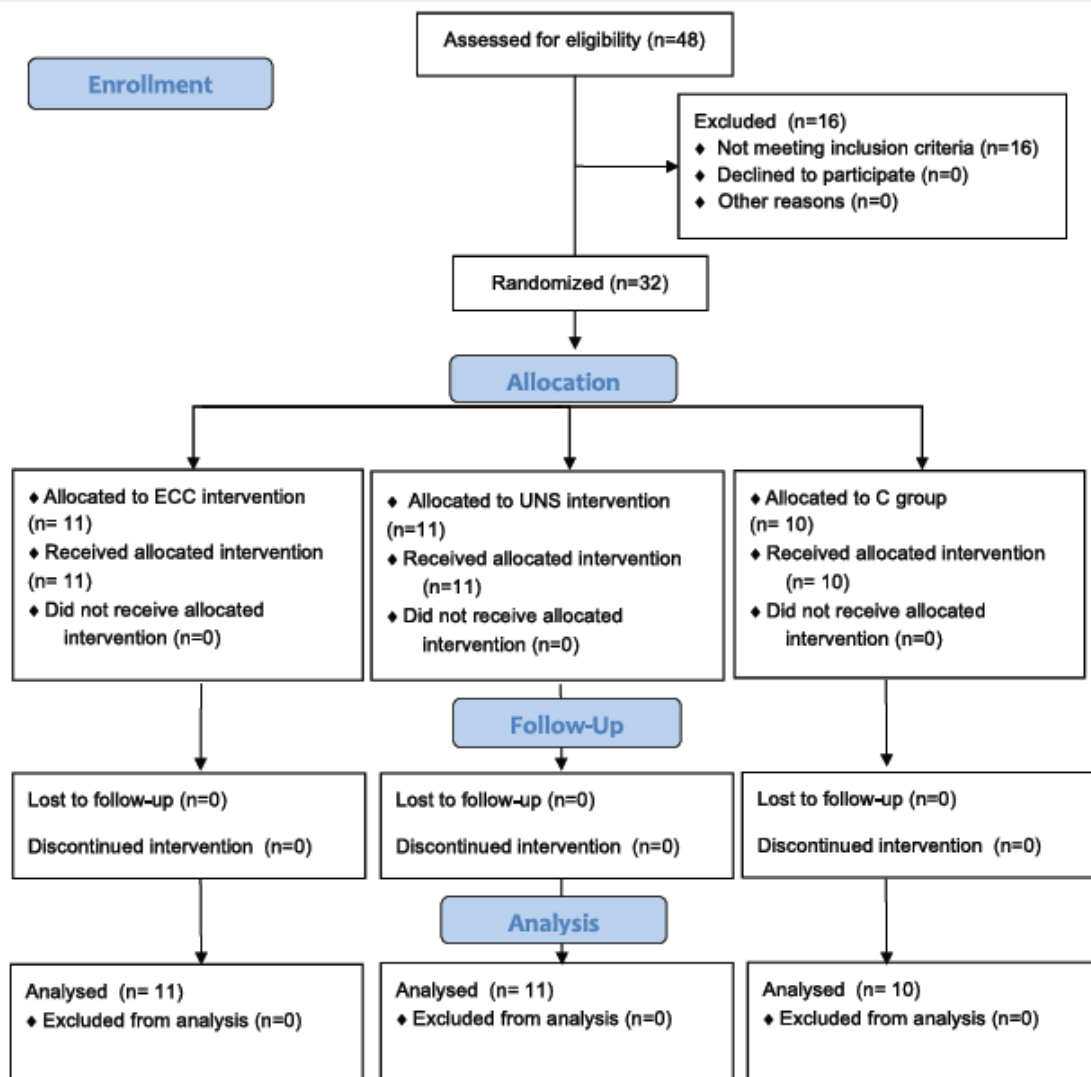 Assessed for eligibility (n=48)
Enrollment
Excluded (n=16)
♦ Not meeting inclusion criteria (n=16)
♦ Declined to participate (n=0)
♦ Other reasons (n=0)
Randomized (n=32)
Allocation
♦ Allocated to ECC intervention
(n= 11)
♦ Received allocated intervention
(n= 11)
♦ Did not receive allocated
intervention (n=0)
♦ Allocated to UNS intervention
(n=11)
♦ Received allocated intervention
(n=11)
♦ Did not receive allocated
intervention (n=0)
♦ Allocated to C group
(n= 10)
♦ Received allocated intervention
(n= 10)
♦ Did not receive allocated
intervention (n=0)
Follow-Up
Lost to follow-up (n=0)
Discontinued intervention (n=0)
Lost to follow-up (n=0)
Discontinued intervention (n=0)
Lost to follow-up (n=0)
Discontinued intervention (n=0)
Analysis
Analysed (n= 11)
♦ Excluded from analysis (n=0)
Analysed (n= 11)
♦ Excluded from analysis (n=0)
Analysed (n= 10)
♦ Excluded from analysis (n=0)